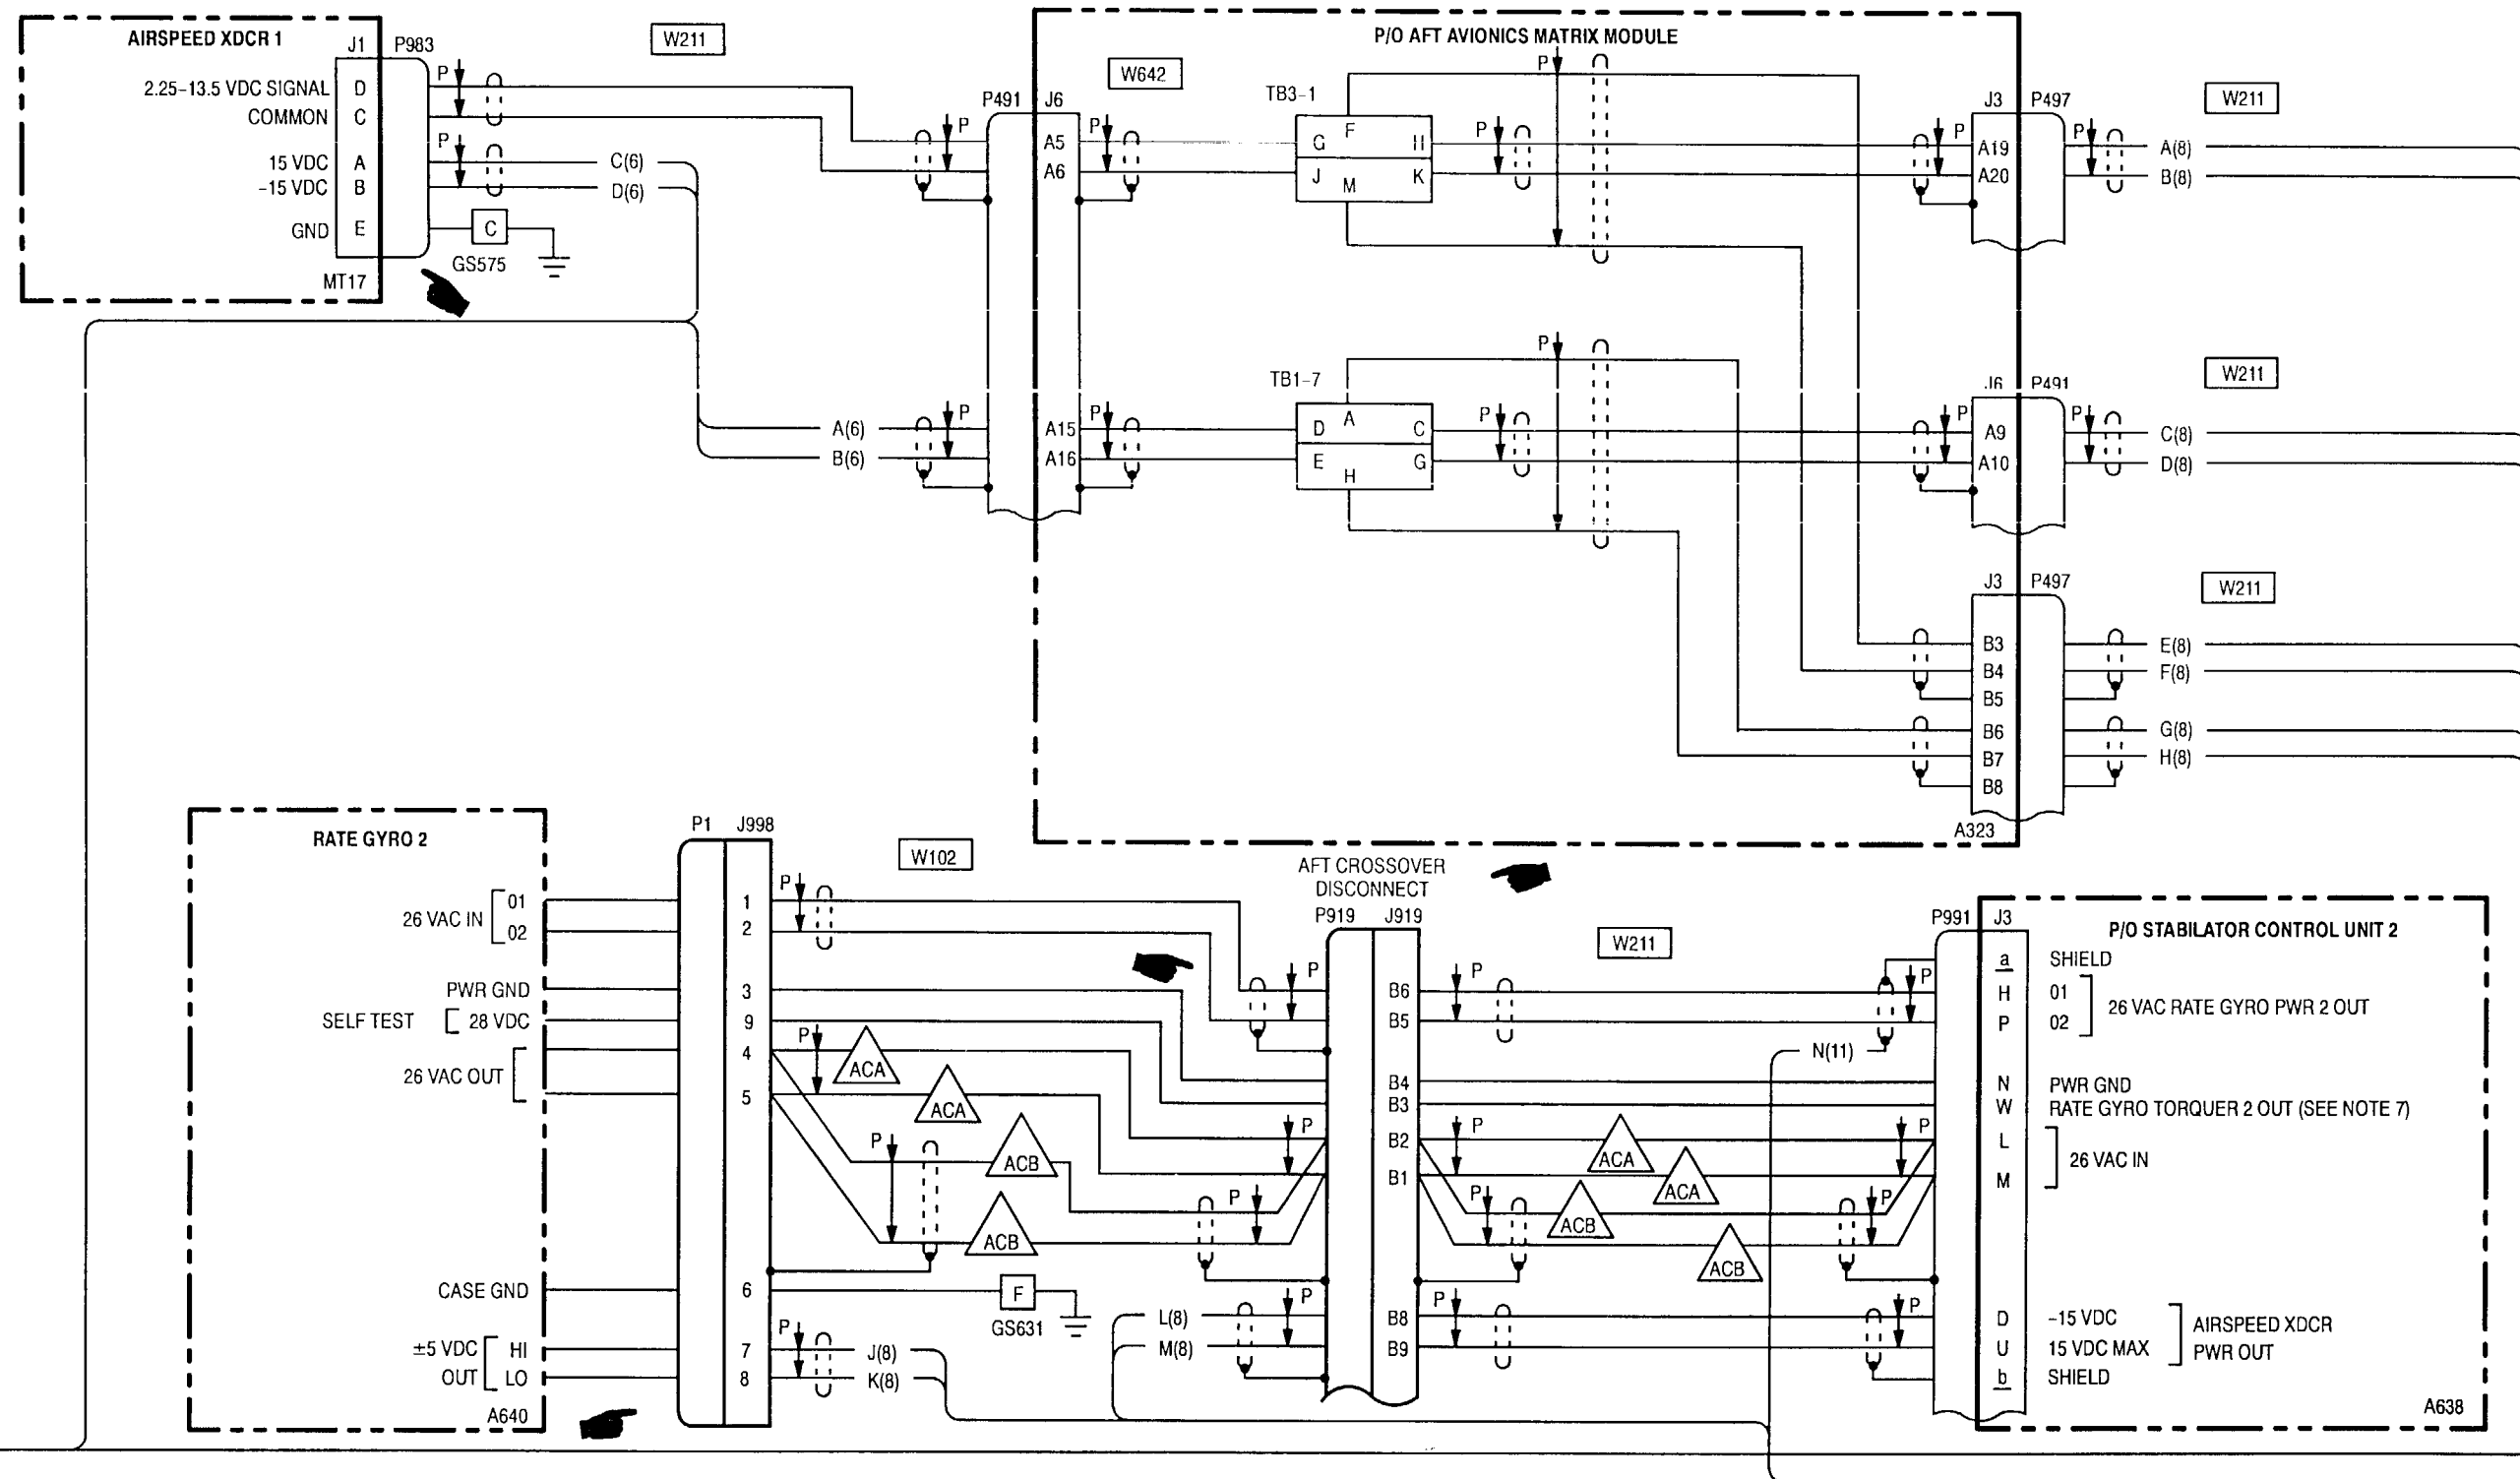 AIRSPEED XDCR 1
J1 P983
W211
2.25-13.5 VDC SIGNAL D
COMMON C
15 VDC A
-15 VDC B
GND E
MT17
P
P
C(6)
D(6)
C
GS575
P/O AFT AVIONICS MATRIX MODULE
W642
P491 J6
P A5 P
A6
TB3-1
F
G H
J K
M
P
P
J3 P497
W211
P A19 P A(8)
A20 B(8)
A(6) P A15 P
B(6) A16
TB1-7
A
D C
E G
H
P
P
J6 P491
W211
P A9 P C(8)
A10 D(8)
J3 P497
W211
B3 E(8)
B4 F(8)
B5
B6 G(8)
B7 H(8)
B8
A323
RATE GYRO 2
P1 J998
W102
26 VAC IN 01 1 P
02 2
PWR GND 3
SELF TEST 28 VDC 9
26 VAC OUT 4 P ACA
5 ACA
P ACB
ACB
CASE GND 6 F
GS631
±5 VDC HI 7 P J(8)
OUT LO 8 K(8)
A640
AFT CROSSOVER
DISCONNECT
P919 J919
W211
P B6 P
B5
B4
B3
P B2 P ACA P
B1 ACA
P P ACB P
ACB
L(8) P B8 P P
M(8) B9
N(11)
P991 J3
P/O STABILATOR CONTROL UNIT 2
a SHIELD
P H 01 26 VAC RATE GYRO PWR 2 OUT
P 02
N PWR GND
W RATE GYRO TORQUER 2 OUT (SEE NOTE 7)
L 26 VAC IN
M
D -15 VDC AIRSPEED XDCR
U 15 VDC MAX PWR OUT
b SHIELD
A638